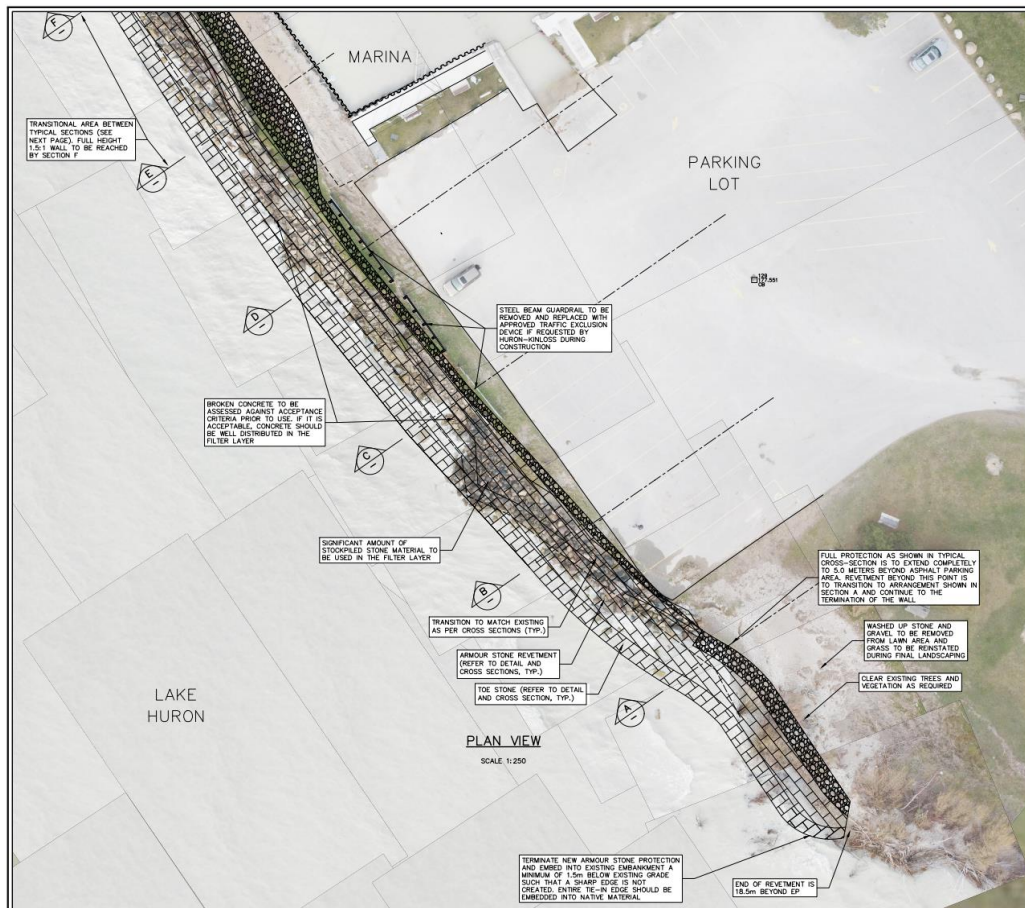 F
MARINA
TRANSITIONAL AREA BETWEEN
TYPICAL SECTIONS (SEE
NEXT PAGE). FULL HEIGHT
1.5:1 WALL TO BE REACHED
BY SECTION F
E
PARKING
LOT
129
177.551
CB
D
STEEL BEAM GUARDRAIL TO BE
REMOVED AND REPLACED WITH
APPROVED TRAFFIC EXCLUSION
DEVICE IF REQUESTED BY
HURON-KINLOSS DURING
CONSTRUCTION
BROKEN CONCRETE TO BE
ASSESSED AGAINST ACCEPTANCE
CRITERIA PRIOR TO USE. IF IT IS
ACCEPTABLE, CONCRETE SHOULD
BE WELL DISTRIBUTED IN THE
FILTER LAYER
C
SIGNIFICANT AMOUNT OF
STOCKPILED STONE MATERIAL TO
BE USED IN THE FILTER LAYER
FULL PROTECTION AS SHOWN IN TYPICAL
CROSS-SECTION IS TO EXTEND COMPLETELY
TO 5.0 METERS BEYOND ASPHALT PARKING
AREA. REVETMENT BEYOND THIS POINT IS
TO TRANSITION TO ARRANGEMENT SHOWN IN
SECTION A AND CONTINUE TO THE
TERMINATION OF THE WALL
B
TRANSITION TO MATCH EXISTING
AS PER CROSS SECTIONS (TYP.)
WASHED UP STONE AND
GRAVEL TO BE REMOVED
FROM LAWN AREA AND
GRASS TO BE REINSTATED
DURING FINAL LANDSCAPING
ARMOUR STONE REVETMENT
(REFER TO DETAIL AND
CROSS SECTIONS, TYP.)
CLEAR EXISTING TREES AND
VEGETATION AS REQUIRED
TOE STONE (REFER TO DETAIL
AND CROSS SECTION, TYP.)
LAKE
HURON
A
PLAN VIEW
SCALE 1:250
TERMINATE NEW ARMOUR STONE PROTECTION
AND EMBED INTO EXISTING EMBANKMENT A
MINIMUM OF 1.5m BELOW EXISTING GRADE
SUCH THAT A SHARP EDGE IS NOT
CREATED. ENTIRE TIE-IN EDGE SHOULD BE
EMBEDDED INTO NATIVE MATERIAL
END OF REVETMENT IS
18.5m BEYOND EP